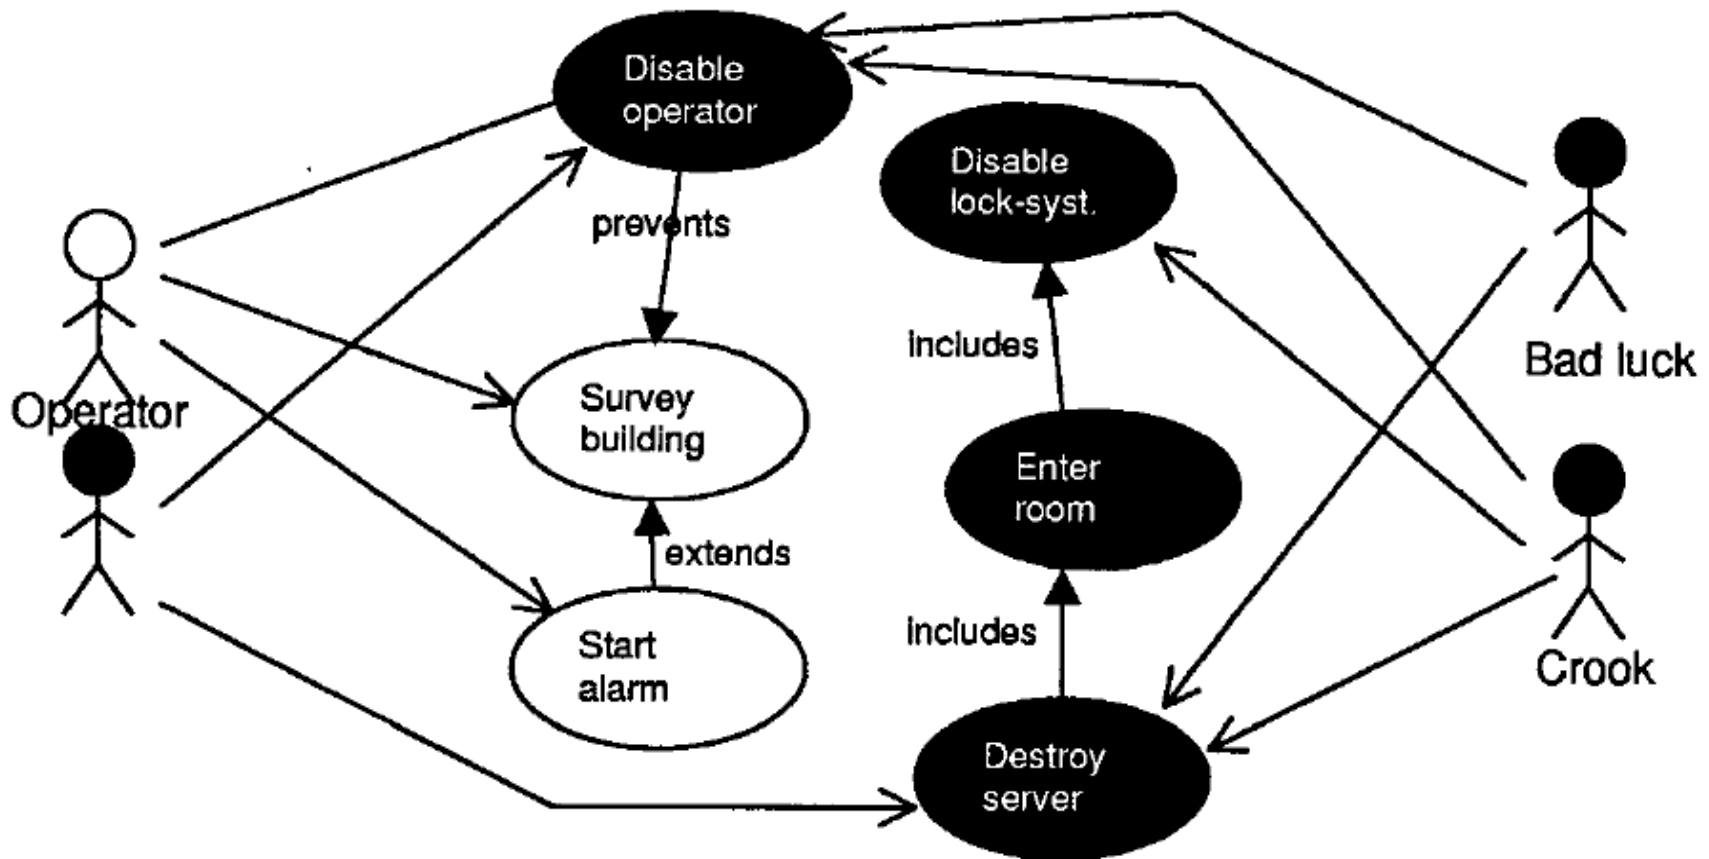 Disable
operator
Disable
lock-syst.
prevents
includes
Bad luck
Operator
Survey
building
Enter
room
extends
includes
Start
alarm
Crook
Destroy
server